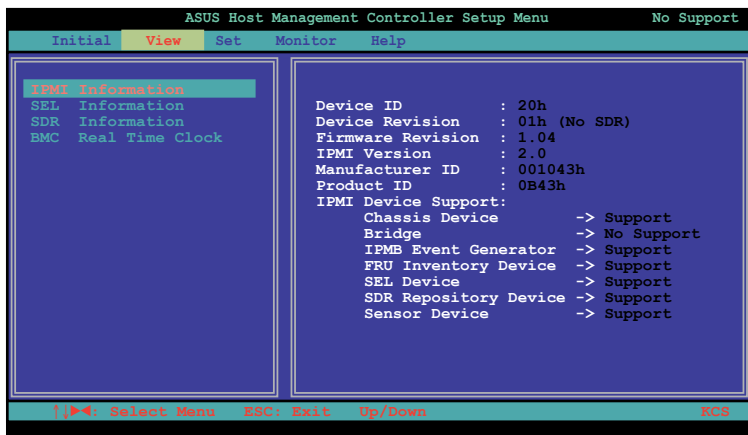 ASUS Host Management Controller Setup Menu No Support
Initial View Set Monitor Help
IPMI Information
SEL Information
SDR Information
BMC Real Time Clock
Device ID : 20h
Device Revision : 01h (No SDR)
Firmware Revision : 1.04
IPMI Version : 2.0
Manufacturer ID : 001043h
Product ID : 0B43h
IPMI Device Support:
Chassis Device -> Support
Bridge -> No Support
IPMB Event Generator -> Support
FRU Inventory Device -> Support
SEL Device -> Support
SDR Repository Device -> Support
Sensor Device -> Support
↑↓►◄: Select Menu ESC: Exit Up/Down KCS